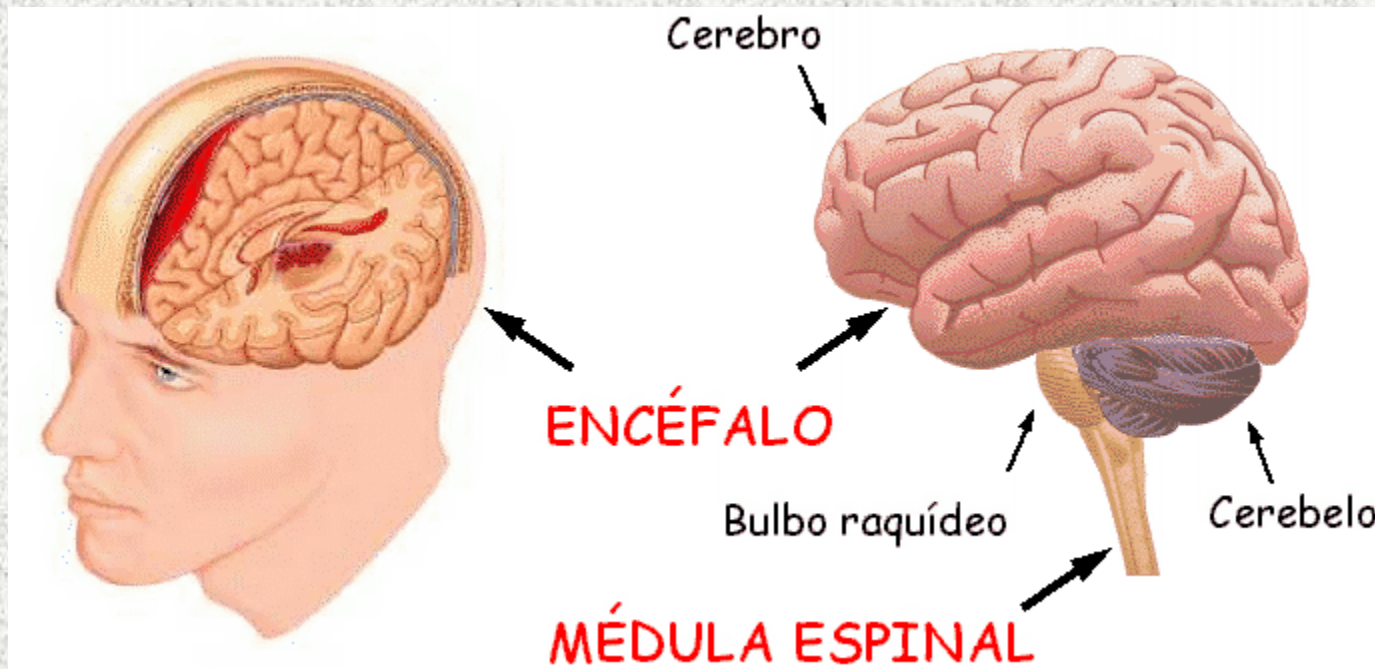 Cerebro
ENCÉFALO
Bulbo raquídeo
Cerebelo
MÉDULA ESPINAL